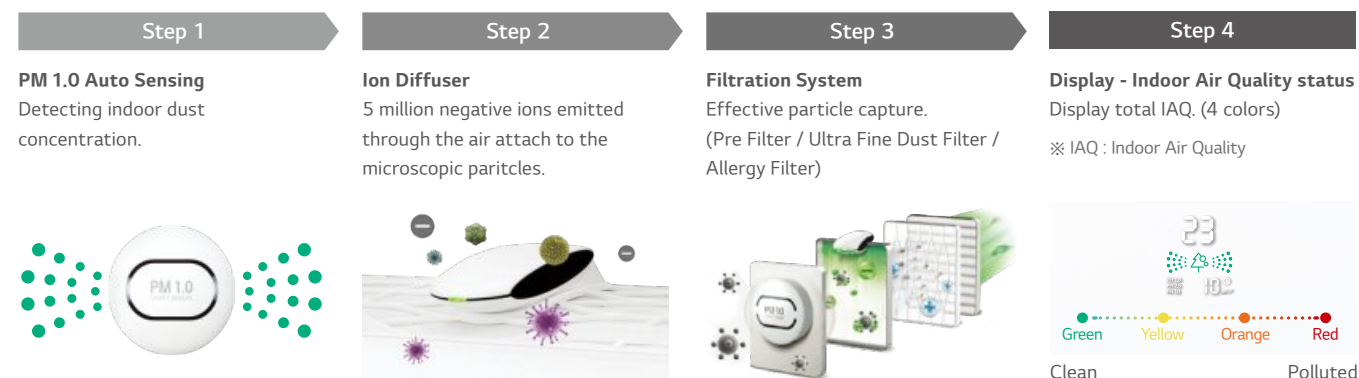 Step 1
PM 1.0 Auto Sensing
Detecting indoor dust
concentration.
PM 1.0
Step 2
Ion Diffuser
5 million negative ions emitted
through the air attach to the
microscopic paritcles.
Step 3
Filtration System
Effective particle capture.
(Pre Filter / Ultra Fine Dust Filter /
Allergy Filter)
PM 1.0
Step 4
Display - Indoor Air Quality status
Display total IAQ. (4 colors)
※ IAQ : Indoor Air Quality
23
10
Green Yellow Orange Red
Clean Polluted